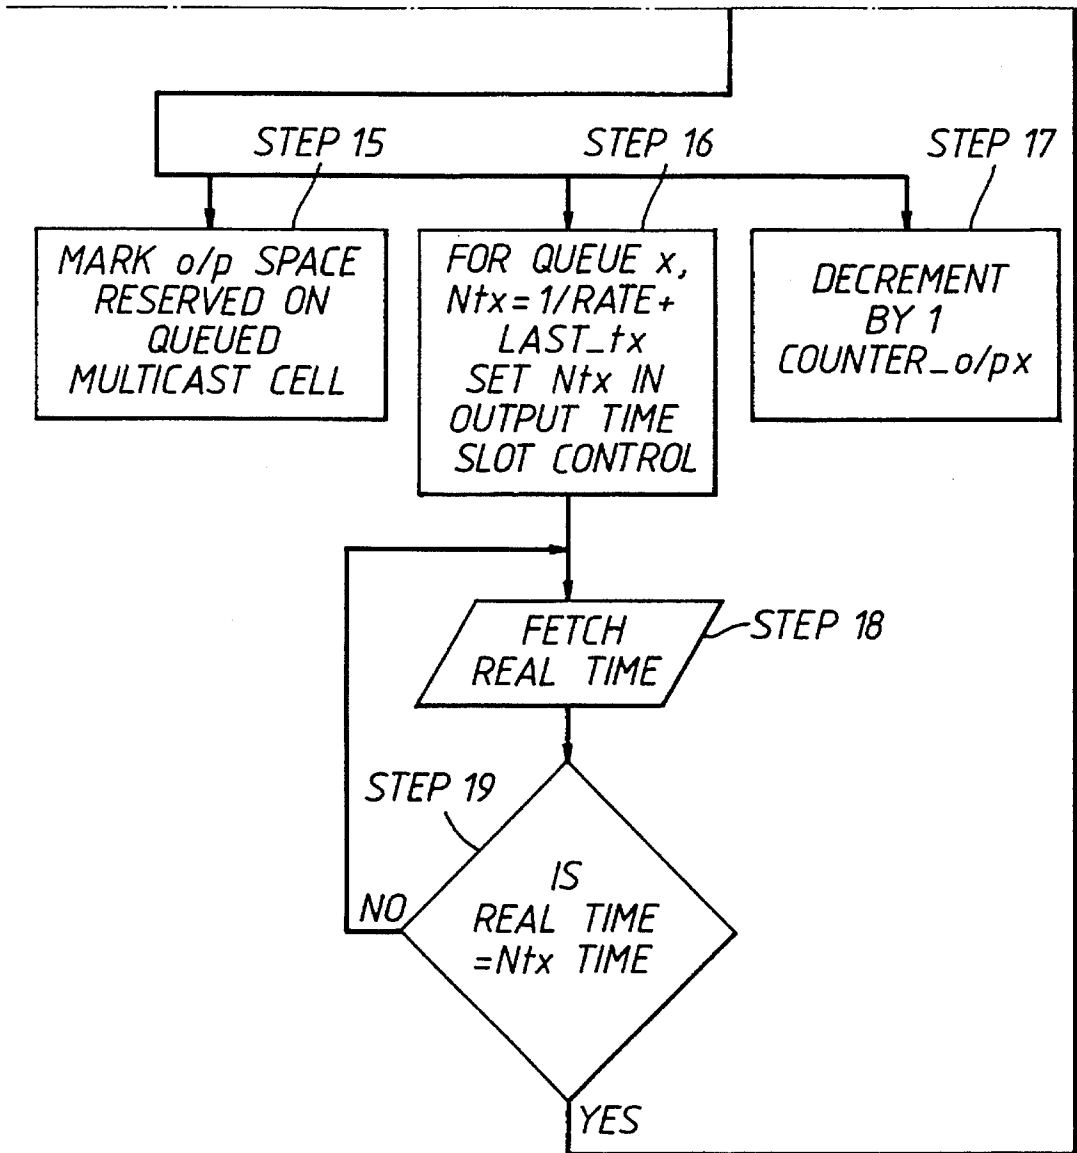 STEP 15
STEP 16
STEP 17
MARK o/p SPACE
RESERVED ON
QUEUED
MULTICAST CELL
FOR QUEUE x,
Ntx=1/RATE+
LAST_tx
SET Ntx IN
OUTPUT TIME
SLOT CONTROL
DECREMENT
BY 1
COUNTER_o/px
FETCH
REAL TIME
STEP 18
STEP 19
IS
REAL TIME
=Ntx TIME
NO
YES